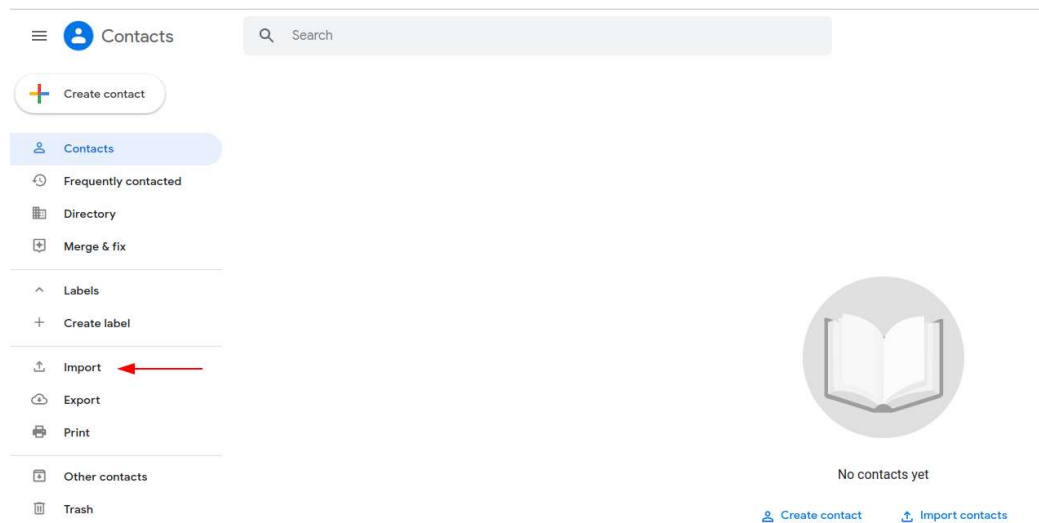 Contacts
Search
Create contact
Contacts
Frequently contacted
Directory
Merge & fix
Labels
Create label
Import
Export
Print
Other contacts
Trash
No contacts yet
Create contact Import contacts